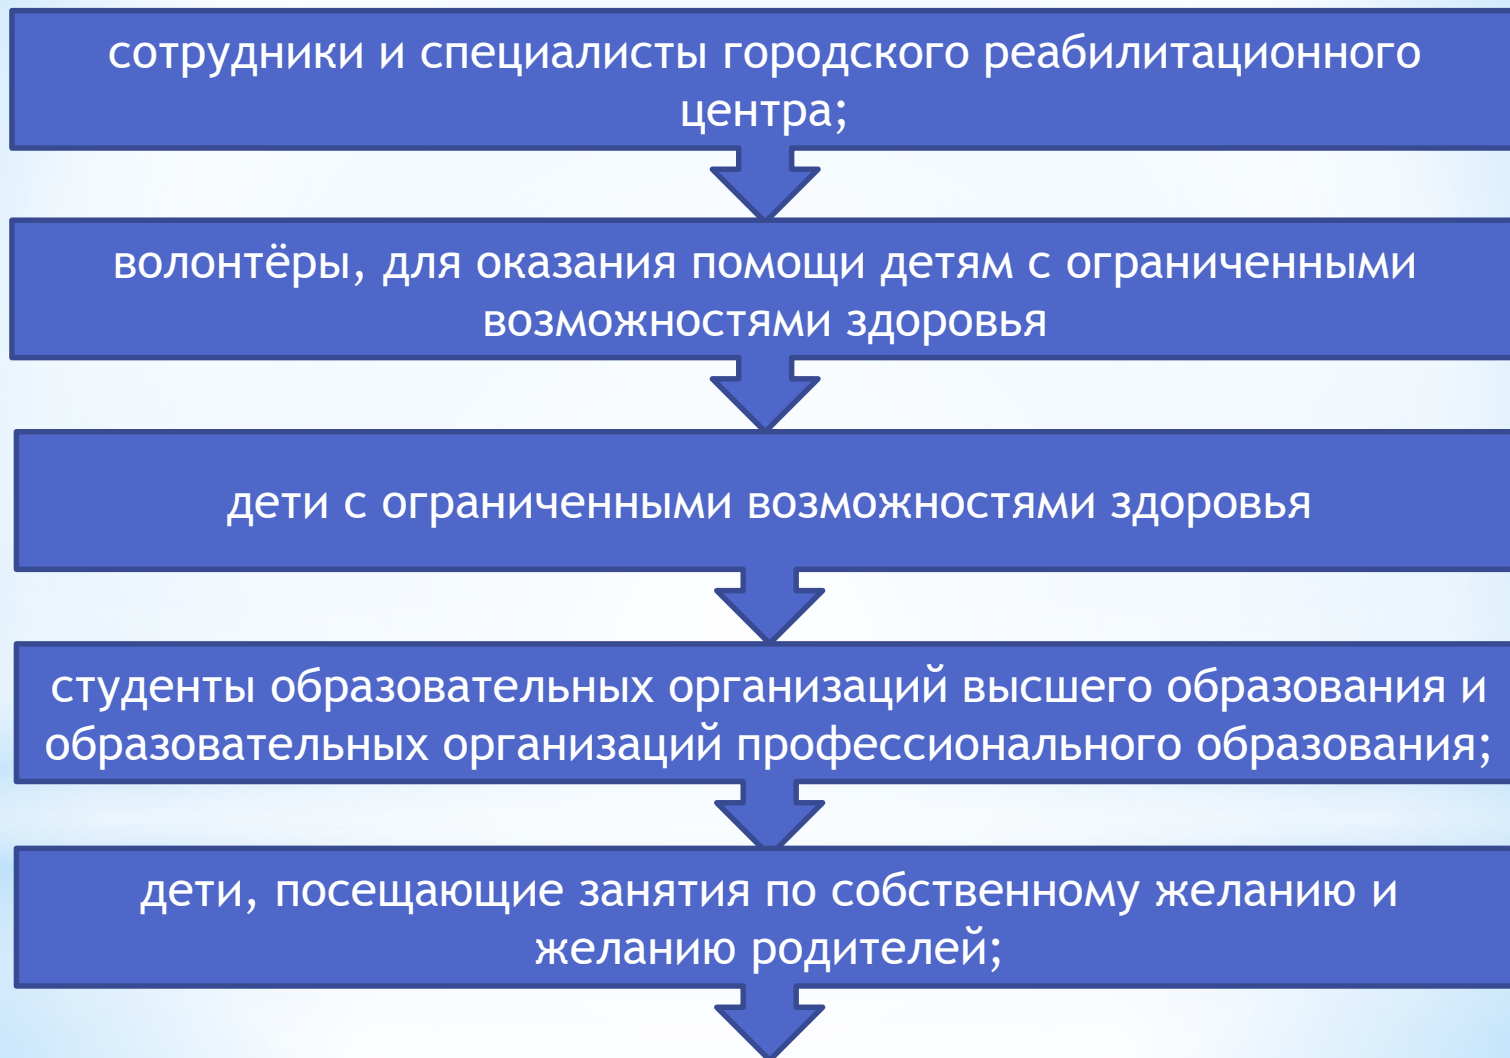 сотрудники и специалисты городского реабилитационного
центра;
волонтёры, для оказания помощи детям с ограниченными
возможностями здоровья
дети с ограниченными возможностями здоровья
студенты образовательных организаций высшего образования и
образовательных организаций профессионального образования;
дети, посещающие занятия по собственному желанию и
желанию родителей;